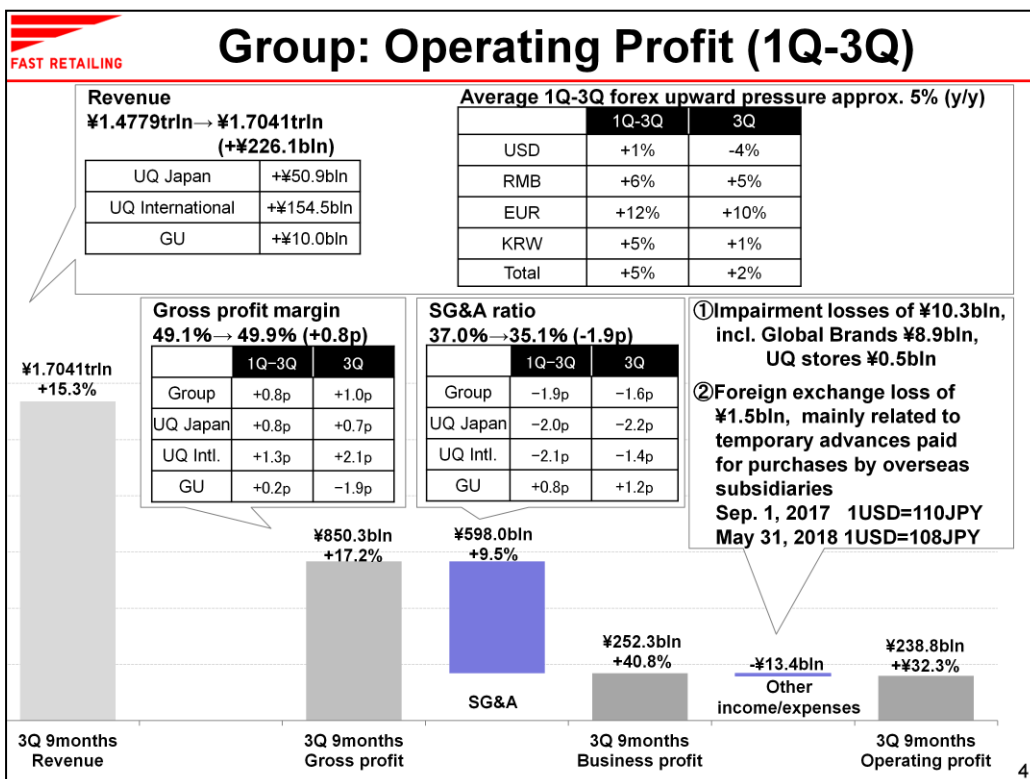 FAST RETAILING
Group: Operating Profit (1Q-3Q)
Revenue
¥1.4779trln→ ¥1.7041trln
(+¥226.1bln)
UQ Japan +¥50.9bln
UQ International +¥154.5bln
GU +¥10.0bln
Average 1Q-3Q forex upward pressure approx. 5% (y/y)
1Q-3Q 3Q
USD +1% -4%
RMB +6% +5%
EUR +12% +10%
KRW +5% +1%
Total +5% +2%
Gross profit margin
49.1%→ 49.9% (+0.8p)
1Q−3Q 3Q
Group +0.8p +1.0p
UQ Japan +0.8p +0.7p
UQ Intl. +1.3p +2.1p
GU +0.2p −1.9p
SG&A ratio
37.0%→35.1% (-1.9p)
1Q−3Q 3Q
Group −1.9p −1.6p
UQ Japan −2.0p −2.2p
UQ Intl. −2.1p −1.4p
GU +0.8p +1.2p
①Impairment losses of ¥10.3bln,
incl. Global Brands ¥8.9bln,
UQ stores ¥0.5bln
②Foreign exchange loss of
¥1.5bln, mainly related to
temporary advances paid
for purchases by overseas
subsidiaries
Sep. 1, 2017 1USD=110JPY
May 31, 2018 1USD=108JPY
¥1.7041trln
+15.3%
¥850.3bln
+17.2%
¥598.0bln
+9.5%
SG&A
¥252.3bln
+40.8%
-¥13.4bln
Other
income/expenses
¥238.8bln
+¥32.3%
3Q 9months
Revenue
3Q 9months
Gross profit
3Q 9months
Business profit
3Q 9months
Operating profit
4